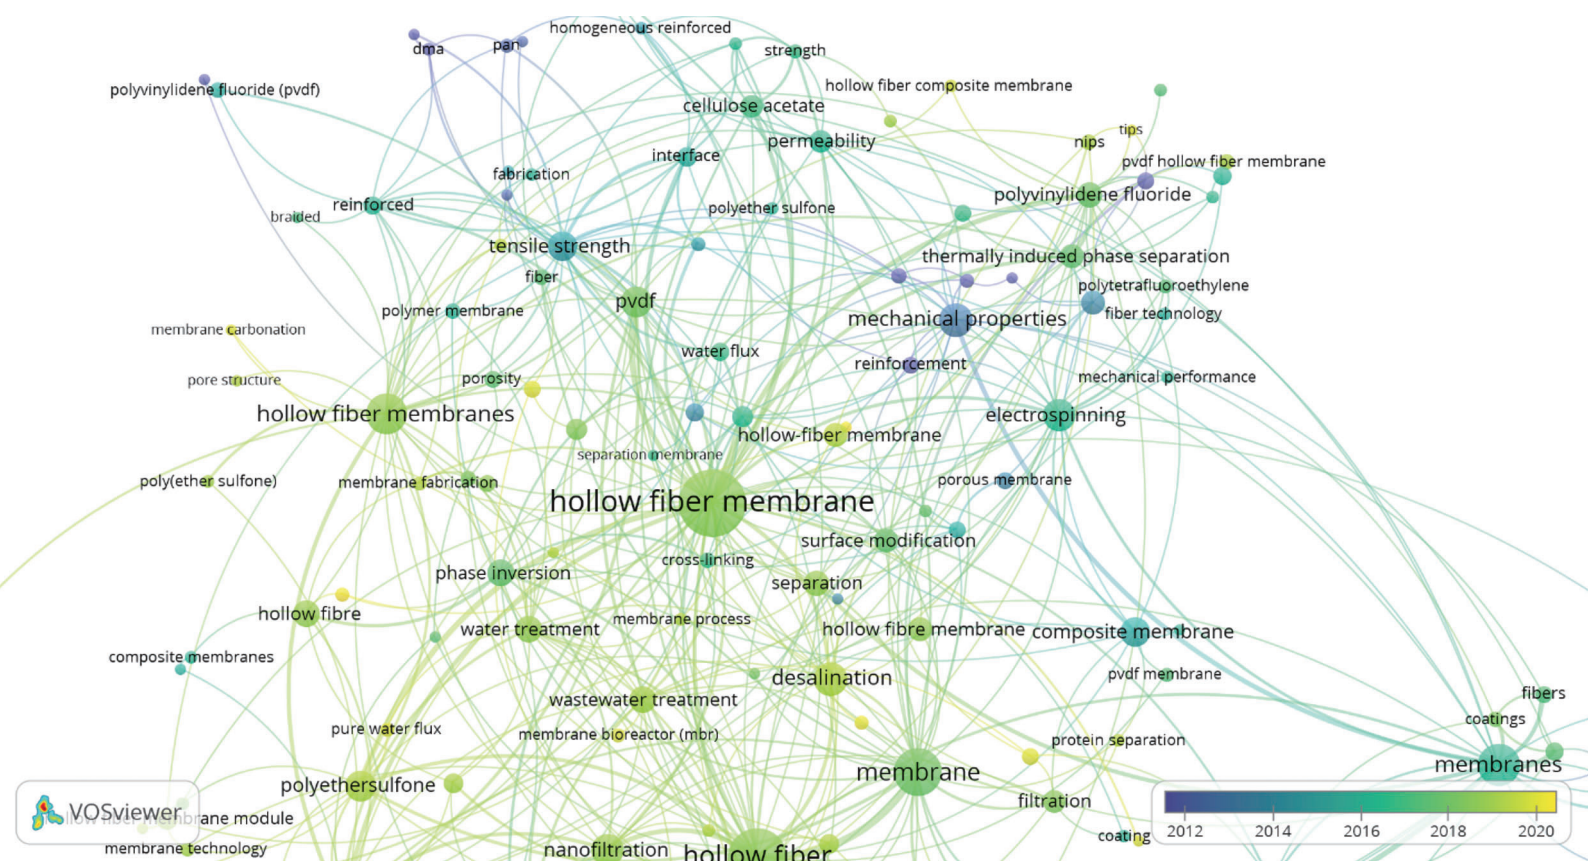 homogeneous reinforced
dma
pan
strength
polyvinylidene fluoride (pvdf)
hollow fiber composite membrane
cellulose acetate
tips
permeability
nips
interface
pvdf hollow fiber membrane
fabrication
polyvinylidene fluoride
reinforced
polyether sulfone
braided
tensile strength
thermally induced phase separation
fiber
polytetrafluoroethylene
pvdf
polymer membrane
fiber technology
mechanical properties
membrane carbonation
water flux
reinforcement
pore structure
porosity
mechanical performance
hollow fiber membranes
electrospinning
hollow-fiber membrane
separation membrane
poly(ether sulfone)
membrane fabrication
porous membrane
hollow fiber membrane
surface modification
cross-linking
phase inversion
separation
hollow fibre
membrane process
water treatment
hollow fibre membrane
composite membrane
composite membranes
pvdf membrane
desalination
fibers
wastewater treatment
coatings
pure water flux
membrane bioreactor (mbr)
protein separation
membranes
membrane
polyethersulfone
filtration
VOSviewer
hollow fiber membrane module
2012
2014
2016
2018
2020
coating
membrane technology
nanofiltration
hollow fiber